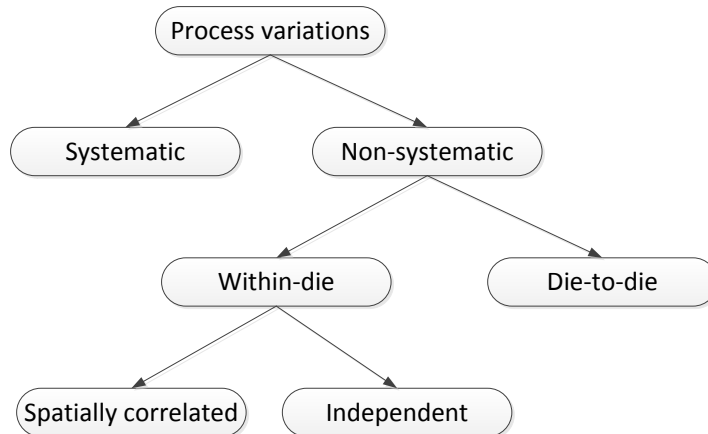 Process variations
Systematic
Non-systematic
Within-die
Die-to-die
Spatially correlated
Independent